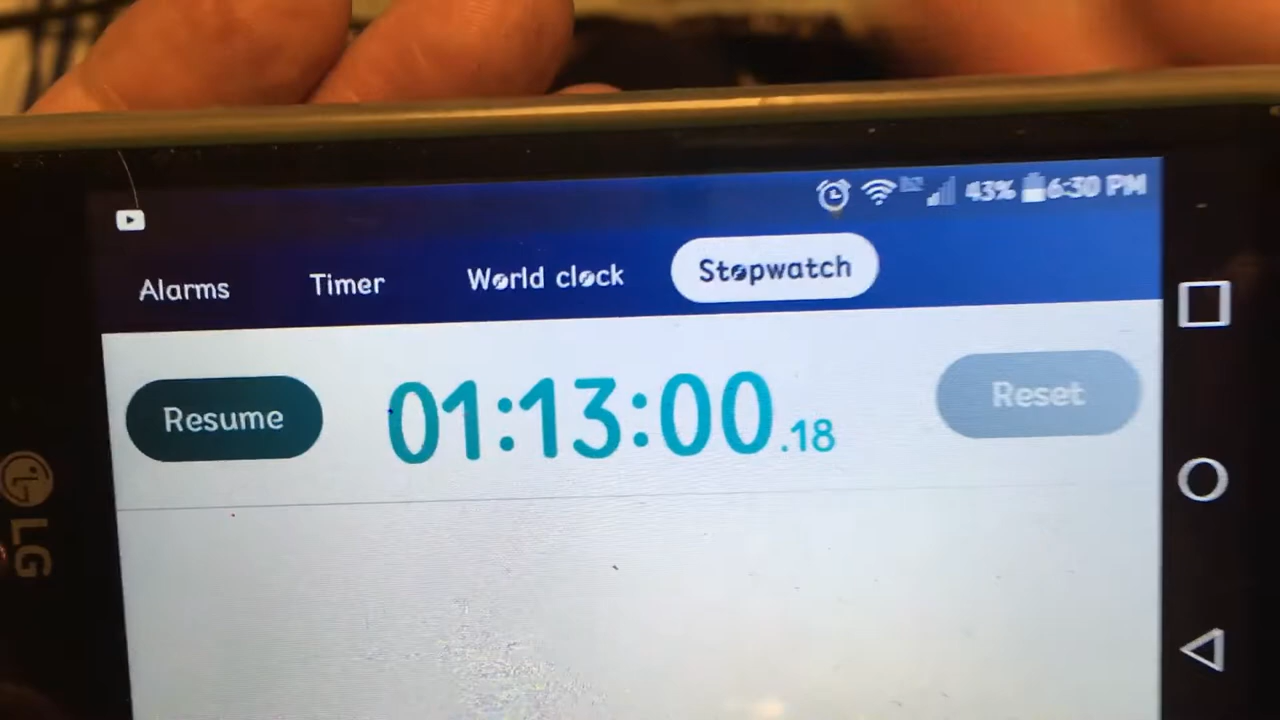 43% 6:30 PM
Alarms Timer World clock Stopwatch
Resume 01:13:00.18 Reset
LG